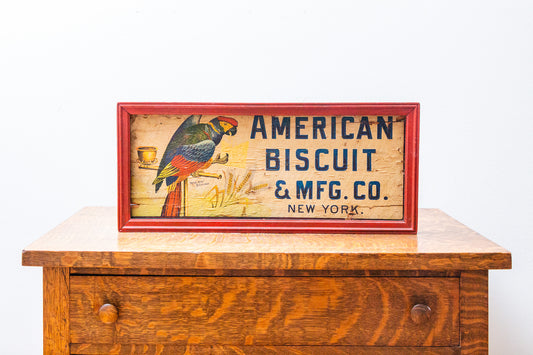 AMERICAN
BISCUIT
& MFG. CO.
NEW YORK.